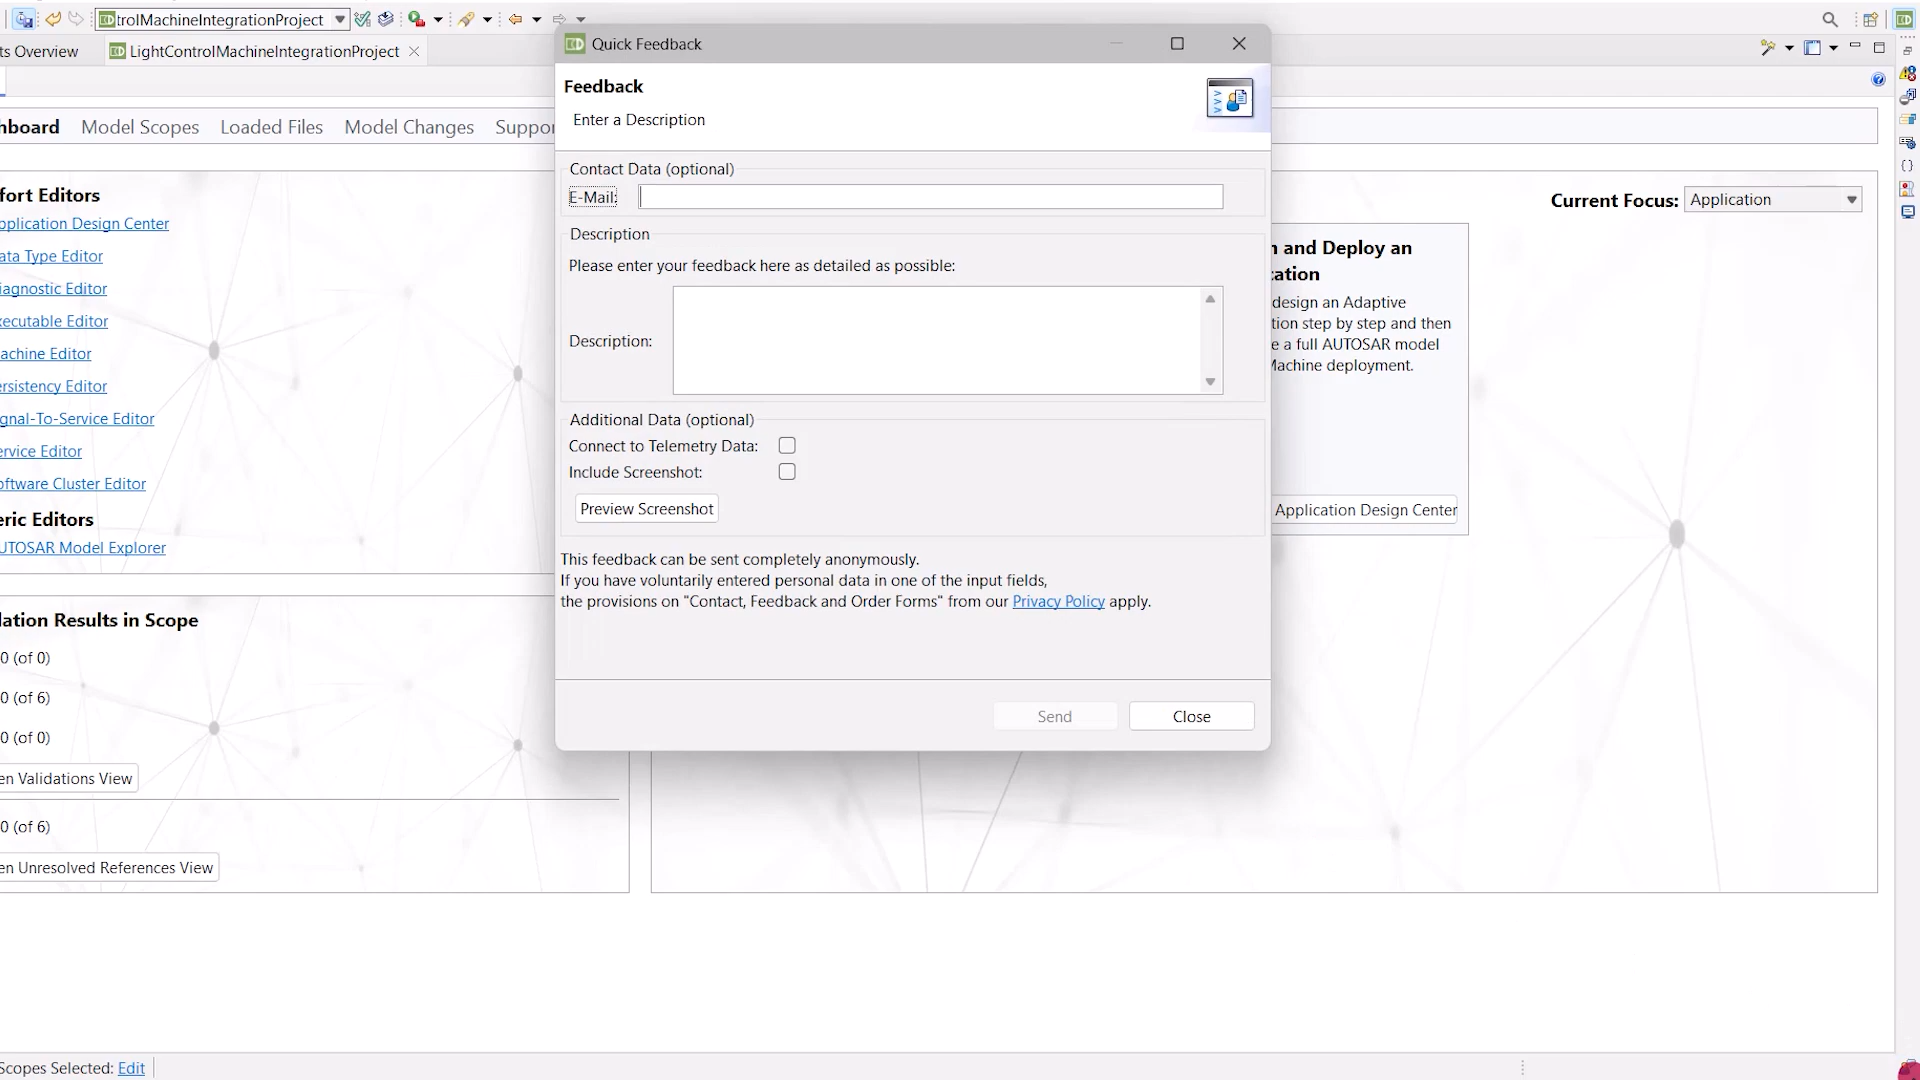 trolMachineIntegrationProject
ts Overview
LightControlMachineIntegrationProject
Quick Feedback
Feedback
Enter a Description
hboard
Model Scopes
Loaded Files
Model Changes
Suppor
Contact Data (optional)
E-Mail:
Description
Please enter your feedback here as detailed as possible:
Description:
Additional Data (optional)
Connect to Telemetry Data:
Include Screenshot:
Preview Screenshot
This feedback can be sent completely anonymously.
If you have voluntarily entered personal data in one of the input fields,
the provisions on "Contact, Feedback and Order Forms" from our Privacy Policy apply.
Send
Close
fort Editors
pplication Design Center
ata Type Editor
iagnostic Editor
xecutable Editor
achine Editor
ersistency Editor
gnal-To-Service Editor
ervice Editor
oftware Cluster Editor
eric Editors
UTOSAR Model Explorer
lation Results in Scope
0 (of 0)
0 (of 6)
0 (of 0)
en Validations View
0 (of 6)
en Unresolved References View
Current Focus:
Application
n and Deploy an
cation
design an Adaptive
tion step by step and then
e a full AUTOSAR model
Machine deployment.
Application Design Center
Scopes Selected: Edit